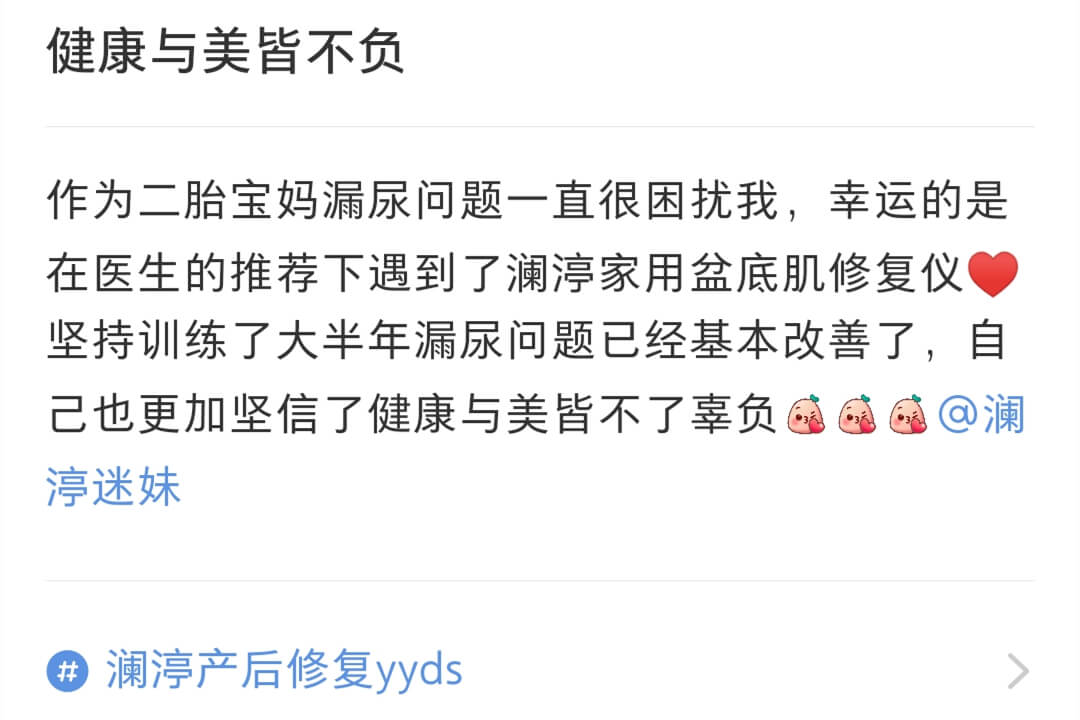 健康与美皆不负
作为二胎宝妈漏尿问题一直很困扰我，幸运的是
在医生的推荐下遇到了澜渟家用盆底肌修复仪❤️
坚持训练了大半年漏尿问题已经基本改善了，自
己也更加坚信了健康与美皆不了辜负@澜
渟迷妹
# 澜渟产后修复yyds